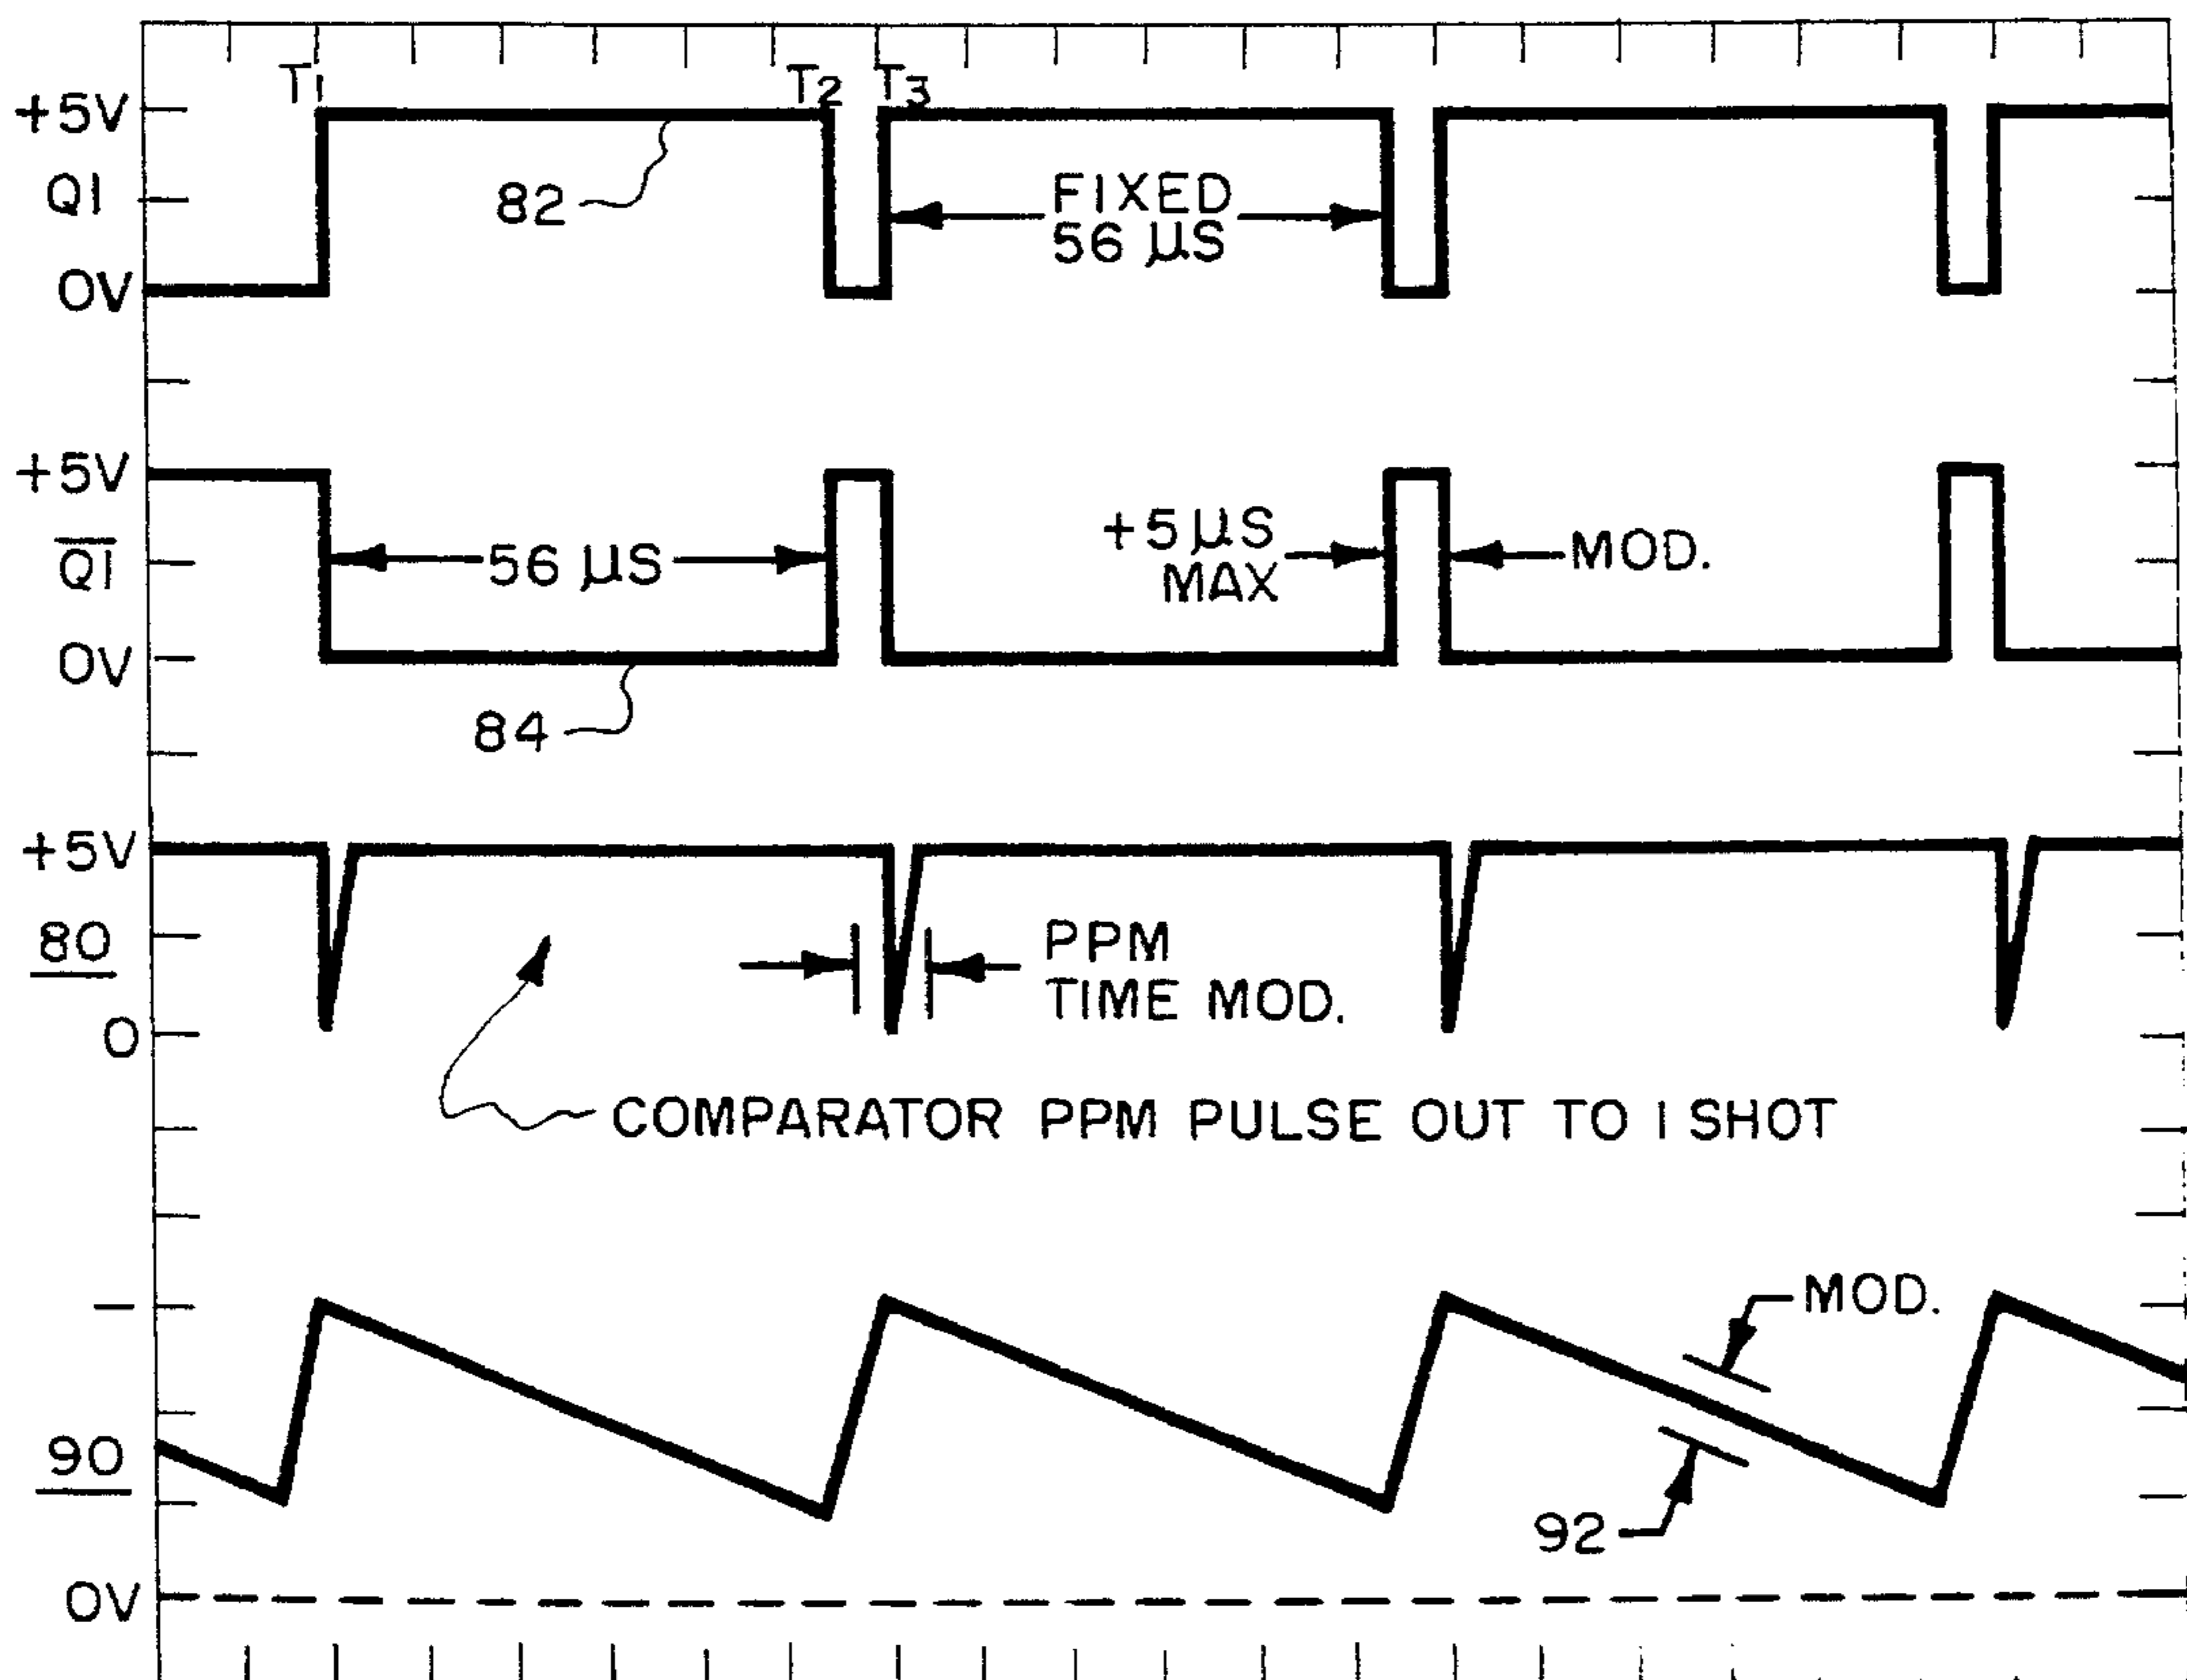 T1 T2 T3
+5V
Q1
0V
82
FIXED
56 µS
+5V
Q1
0V
56 µS
+5 µS
MAX
MOD.
84
+5V
80
0
PPM
TIME MOD.
COMPARATOR PPM PULSE OUT TO 1 SHOT
MOD.
90
92
0V